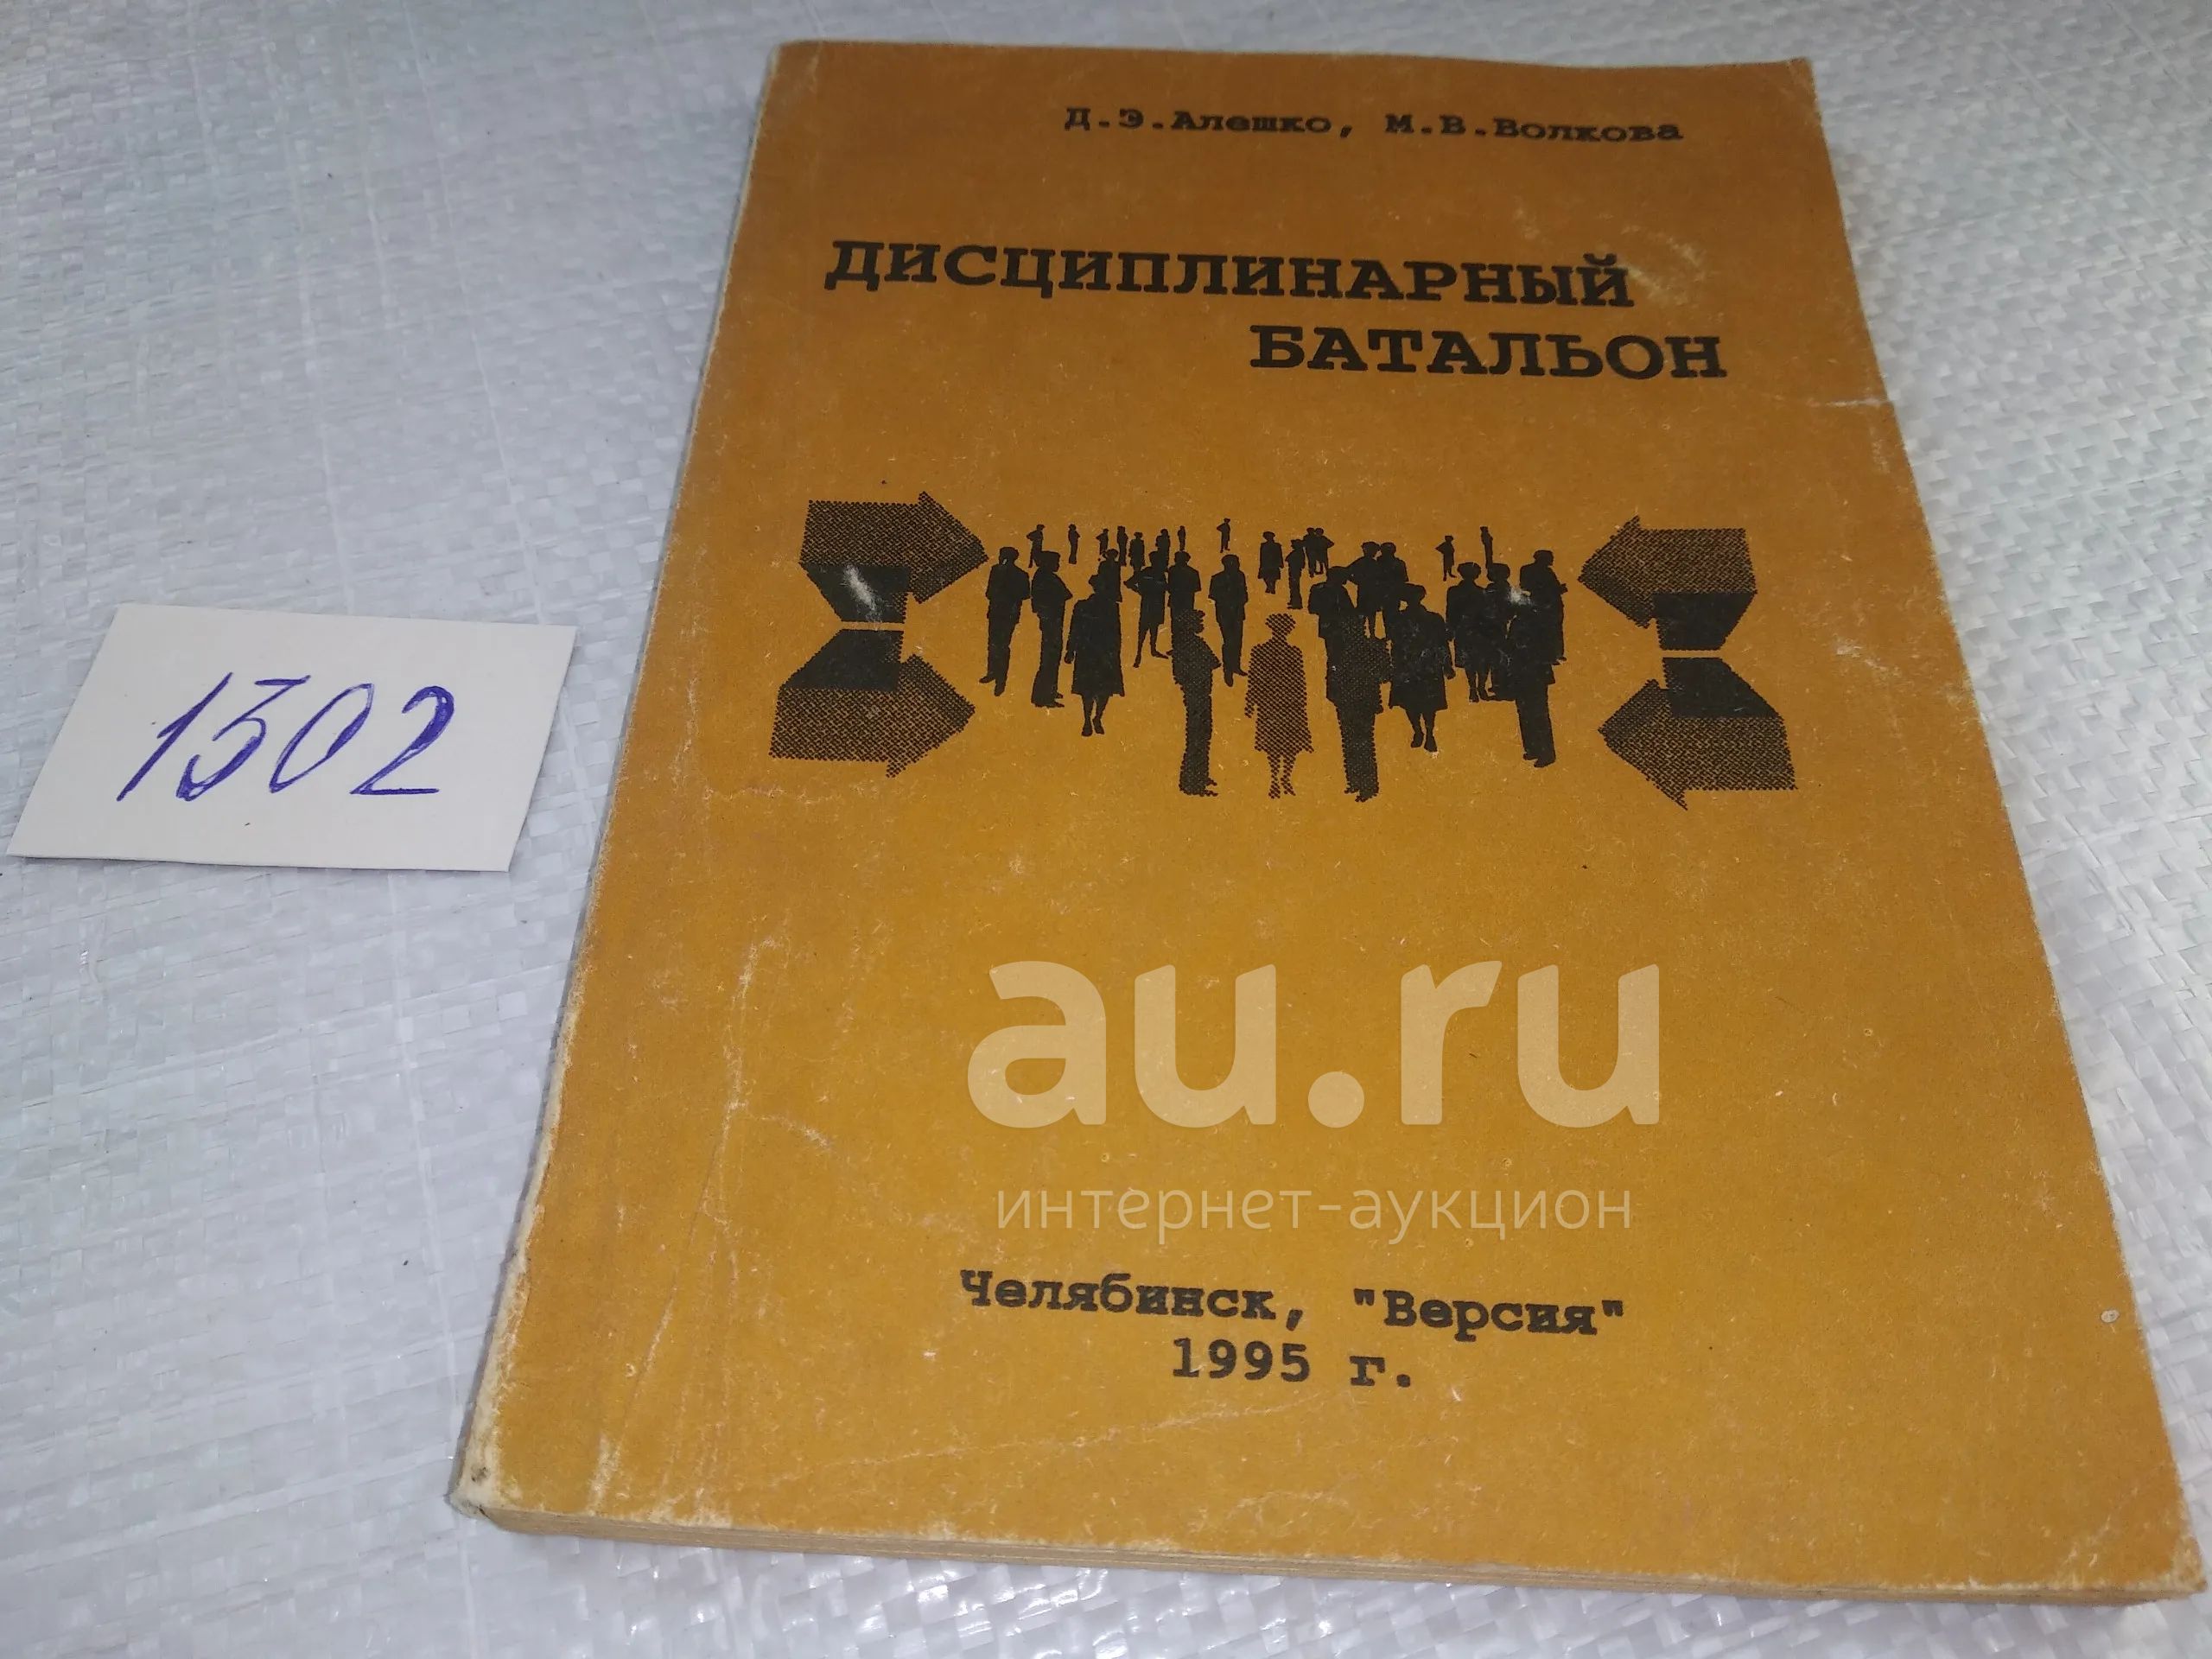 Д.Э.Алешко, М.В.Волкова
ДИСЦИПЛИНАРНЫЙ
БАТАЛЬОН
1302
au.ru
интернет-аукцион
Челябинск, "Версия"
1995 г.